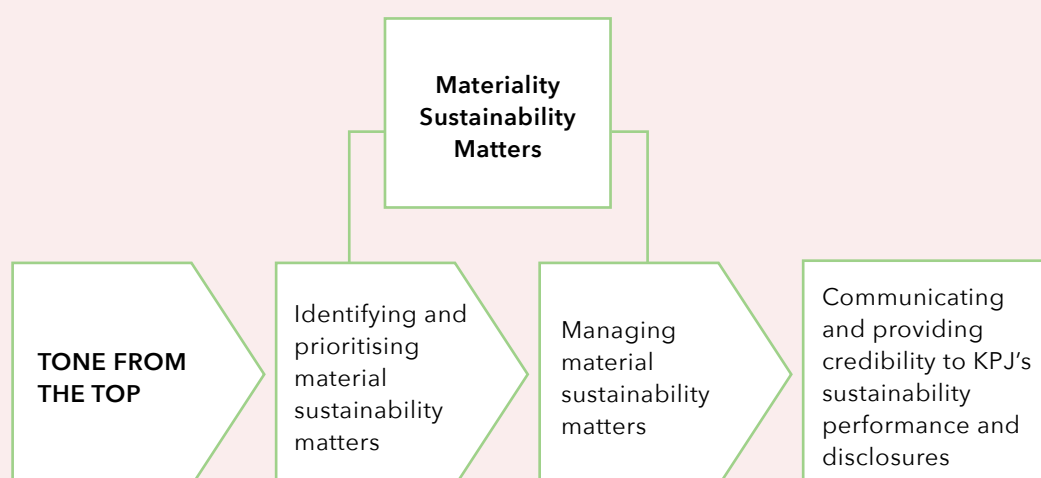 Materiality
Sustainability
Matters
TONE FROM
THE TOP
Identifying and
prioritising
material
sustainability
matters
Managing
material
sustainability
matters
Communicating
and providing
credibility to KPJ’s
sustainability
performance and
disclosures